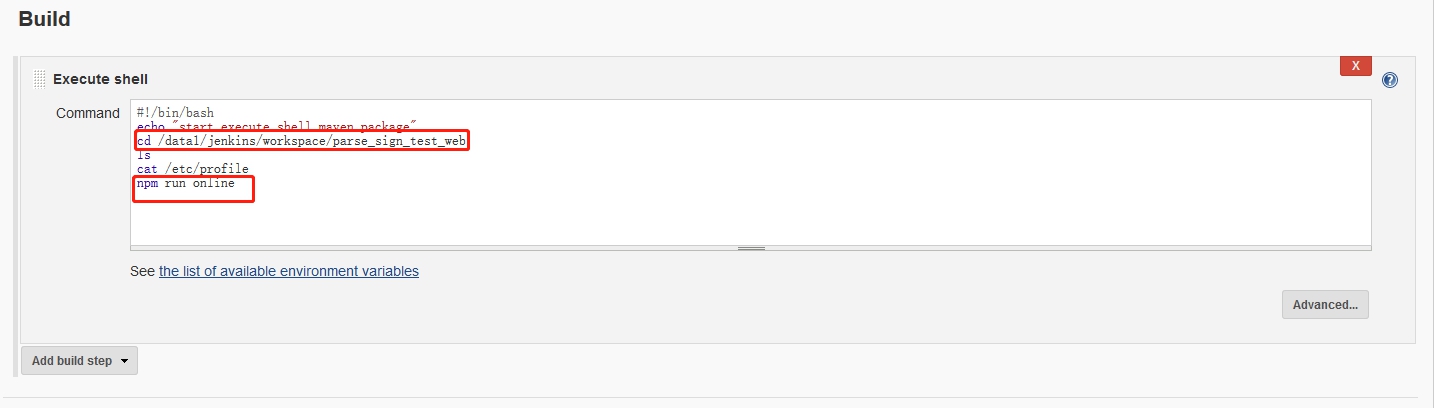 Build
Execute shell
X
?
Command
#!/bin/bash
echo "start execute shell maven package"
cd /data1/jenkins/workspace/parse_sign_test_web
ls
cat /etc/profile
npm run online
See the list of available environment variables
Advanced...
Add build step